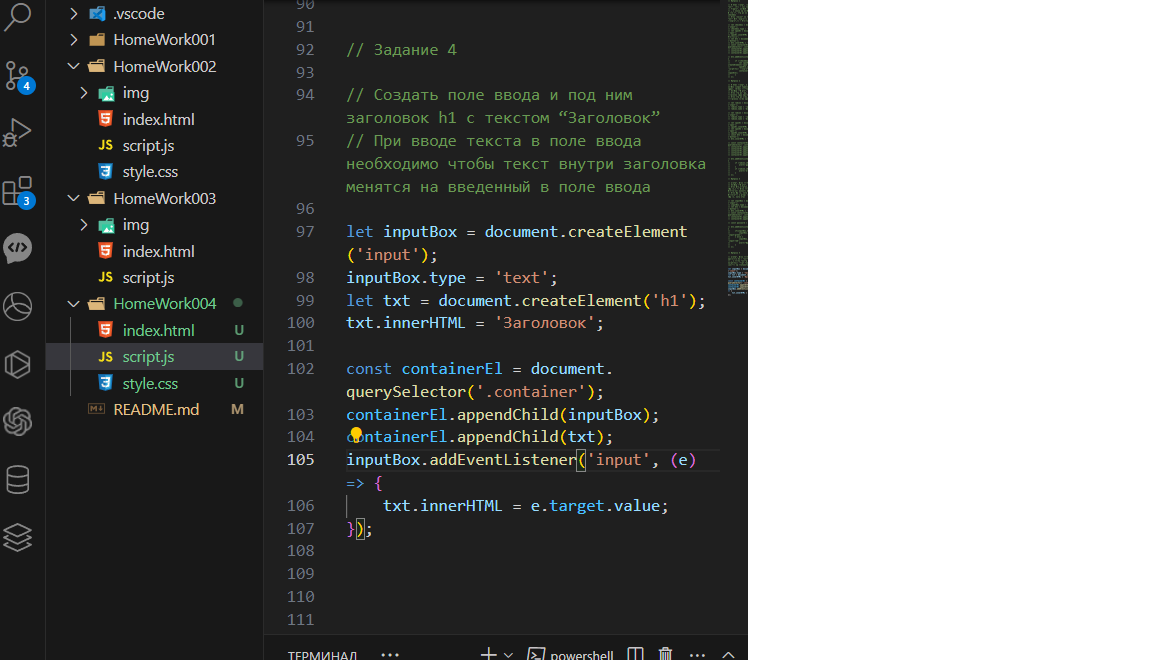 .vscode
HomeWork001
HomeWork002
img
index.html
JS script.js
style.css
HomeWork003
img
index.html
JS script.js
HomeWork004
index.html U
JS script.js U
style.css U
README.md M
4
3
90
91
92 // Задание 4
93
94 // Создать поле ввода и под ним
заголовок h1 с текстом “Заголовок”
95 // При вводе текста в поле ввода
необходимо чтобы текст внутри заголовка
менятся на введенный в поле ввода
96
97 let inputBox = document.createElement
('input');
98 inputBox.type = 'text';
99 let txt = document.createElement('h1');
100 txt.innerHTML = 'Заголовок';
101
102 const containerEl = document.
querySelector('.container');
103 containerEl.appendChild(inputBox);
104 containerEl.appendChild(txt);
105 inputBox.addEventListener('input', (e)
=> {
106 txt.innerHTML = e.target.value;
107 });
108
109
110
111
ТЕРМИНАЛ ··· powershell ···